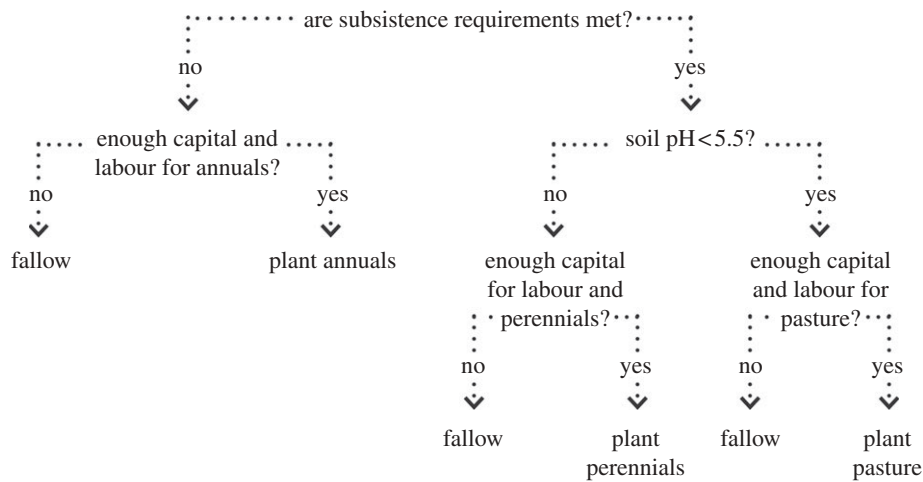 are subsistence requirements met?
no
yes
enough capital and
labour for annuals?
soil pH<5.5?
no
yes
no
yes
fallow
plant annuals
enough capital
for labour and
perennials?
enough capital
and labour for
pasture?
no
yes
no
yes
fallow
plant
perennials
fallow
plant
pasture